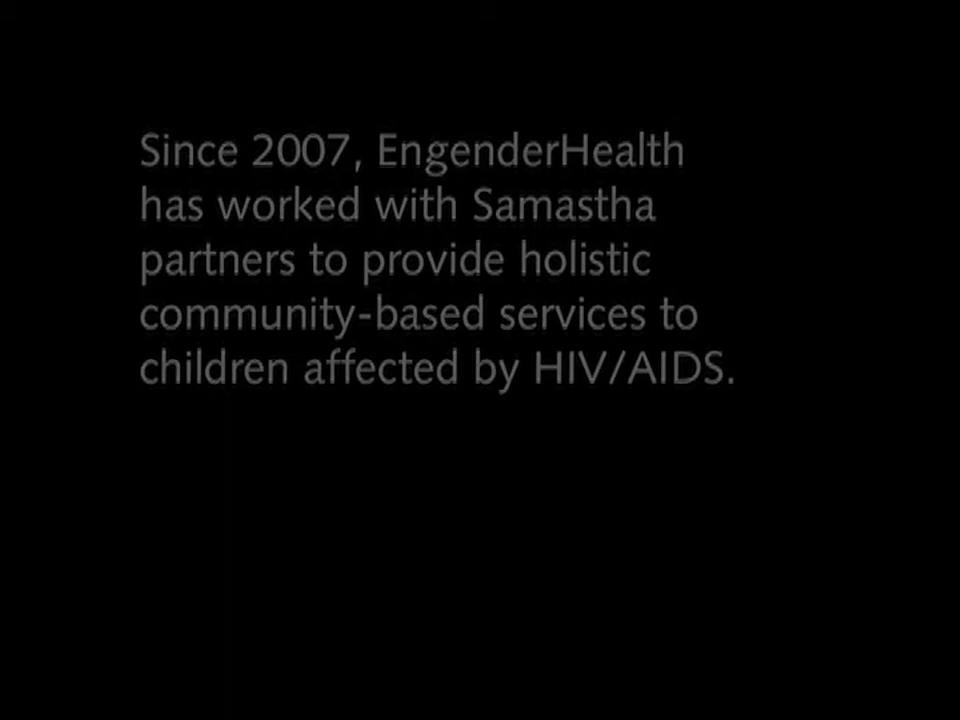 Since 2007, EngenderHealth
has worked with Samastha
partners to provide holistic
community-based services to
children affected by HIV/AIDS.